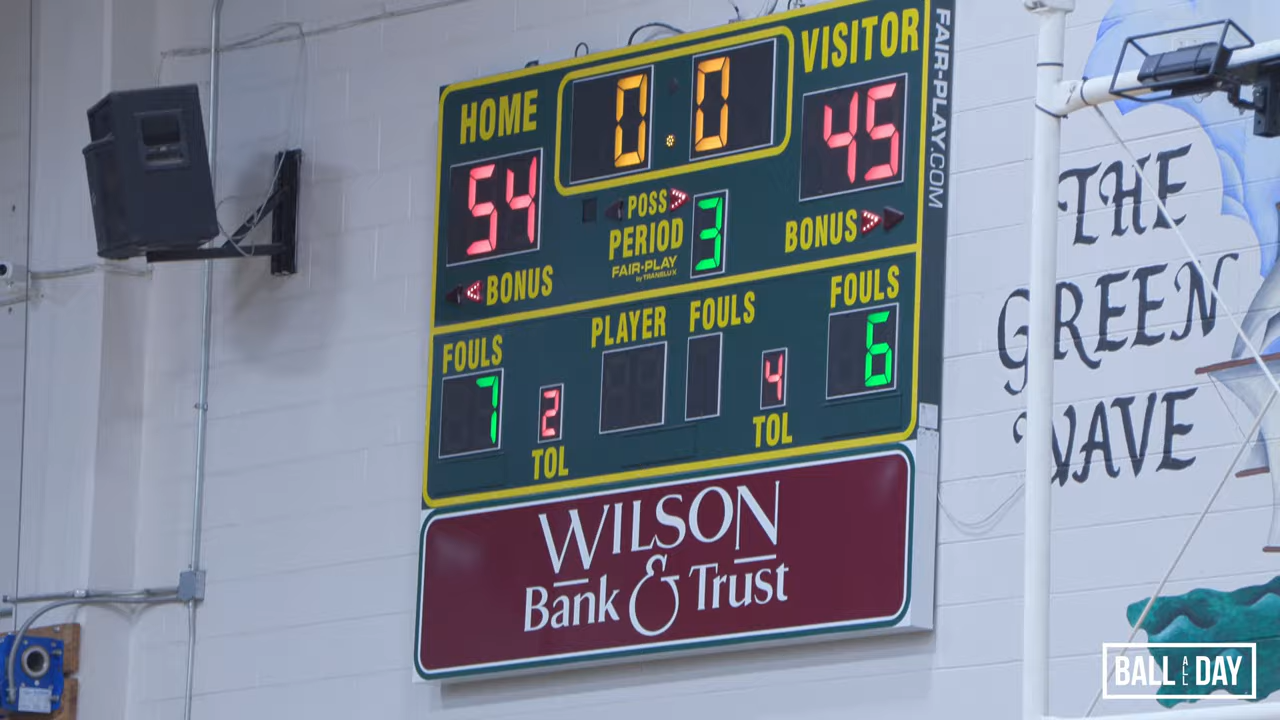 HOME
0 0
VISITOR
FAIR-PLAY.COM
54
45
POSS
PERIOD
3
FAIR-PLAY
by TRANS-LUX
BONUS
BONUS
FOULS
7
2
TOL
PLAYER
FOULS
4
TOL
FOULS
6
WILSON
Bank & Trust
THE
GREEN
WAVE
BALL ALL DAY